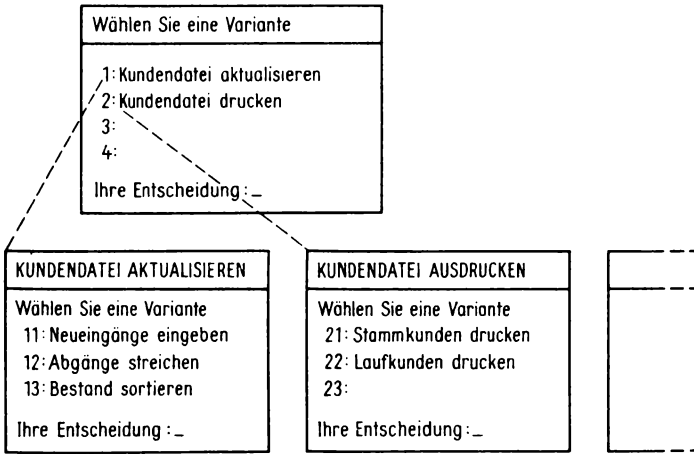 Wählen Sie eine Variante
1: Kundendatei aktualisieren
2: Kundendatei drucken
3:
4:
Ihre Entscheidung : _
KUNDENDATEI AKTUALISIEREN
Wählen Sie eine Variante
11: Neueingänge eingeben
12: Abgänge streichen
13: Bestand sortieren
Ihre Entscheidung : _
KUNDENDATEI AUSDRUCKEN
Wählen Sie eine Variante
21: Stammkunden drucken
22: Laufkunden drucken
23:
Ihre Entscheidung : _